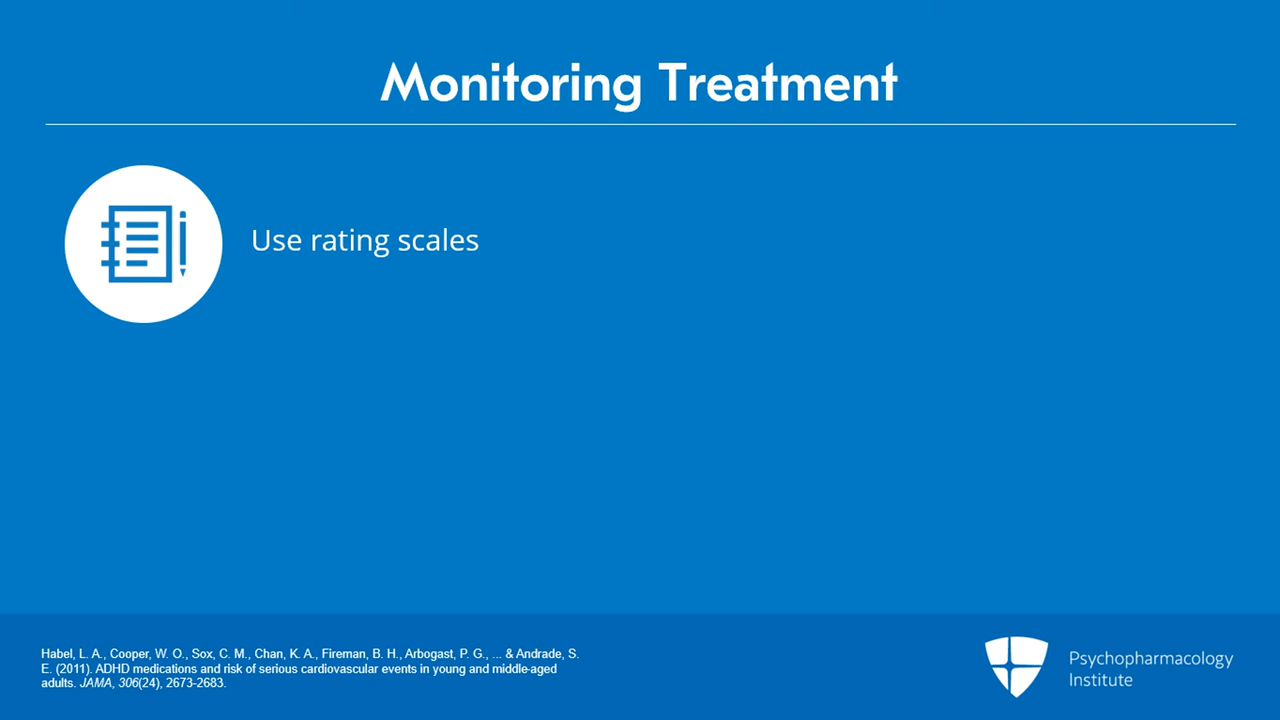 Monitoring Treatment
Use rating scales
Habel, L. A., Cooper, W. O., Sox, C. M., Chan, K. A., Fireman, B. H., Arbogast, P. G., ... & Andrade, S.
E. (2011). ADHD medications and risk of serious cardiovascular events in young and middle-aged
adults. JAMA, 306(24), 2673-2683.
Psychopharmacology
Institute